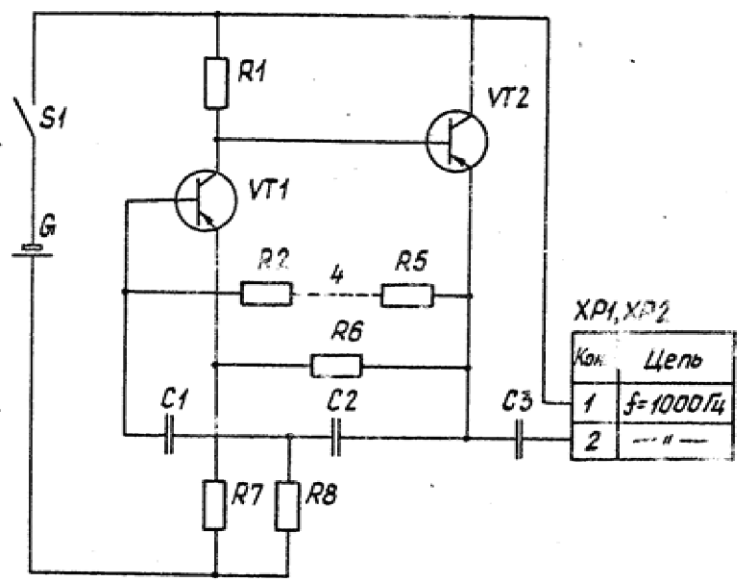 R1
S1
VT2
VT1
G
R2
4
R5
XP1, XP2
R6
Кон. Цепь
C1
C2
C3
1 f=1000Гц
2 — " —
R7
R8